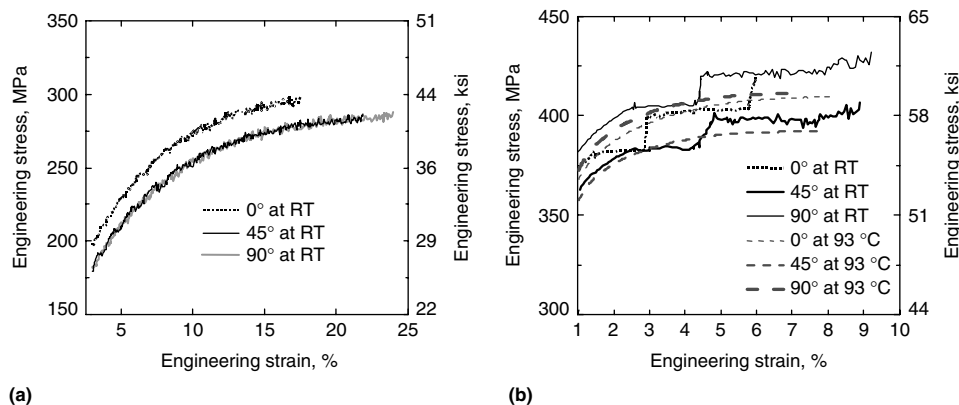 350
300
250
200
150
Engineering stress, MPa
51
44
36
29
22
Engineering stress, ksi
0° at RT
45° at RT
90° at RT
5
10
15
20
25
Engineering strain, %
(a)
450
400
350
300
Engineering stress, MPa
65
58
51
44
Engineering stress, ksi
0° at RT
45° at RT
90° at RT
0° at 93 °C
45° at 93 °C
90° at 93 °C
1
2
3
4
5
6
7
8
9
10
Engineering strain, %
(b)